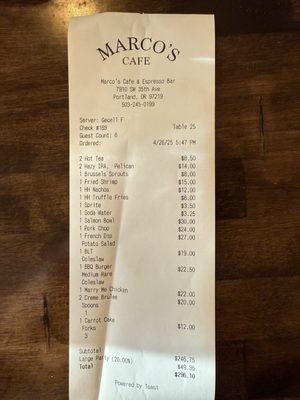 MARCO'S
CAFE
Marco's Cafe & Espresso Bar
7910 SW 35th Ave
Portland, OR 97219
503-245-0199
Server: Gecell F
Check #189 Table 25
Guest Count: 6
Ordered: 4/26/25 5:47 PM
2 Hot Tea $8.50
2 Hazy IPA, Pelican $14.00
1 Brussels Sprouts $8.00
1 Fried Shrimp $15.00
1 HH Nachos $12.00
1 HH Truffle Fries $6.00
1 Sprite $3.50
1 Soda Water $3.25
1 Salmon Bowl $30.00
1 Pork Chop $24.00
1 French Dip $27.00
Potato Salad
1 BLT $19.00
Coleslaw
1 BBQ Burger $22.50
Medium Rare
Coleslaw
1 Marry Me Chicken $22.00
2 Creme Brulee $20.00
Spoons
1
1 Carrot Cake $12.00
Forks
3
Subtotal $246.75
Large Party (20.00%) $49.35
Total $296.10
Powered by Toast